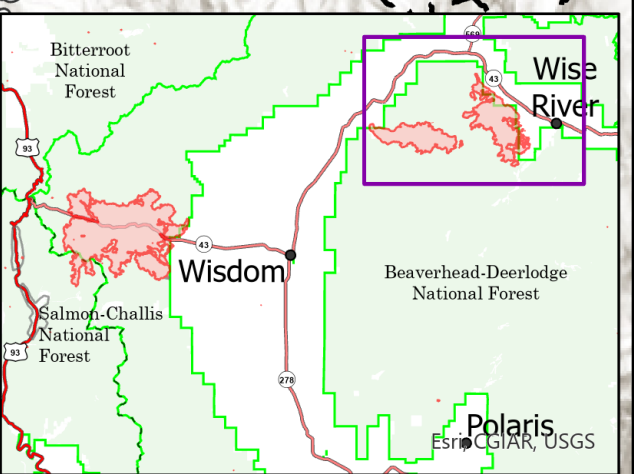 Bitterroot
National
Forest
569
43
Wise
River
93
43
Wisdom
Beaverhead-Deerlodge
National Forest
Salmon-Challis
National
Forest
93
278
Polaris
Esri, CGIAR, USGS